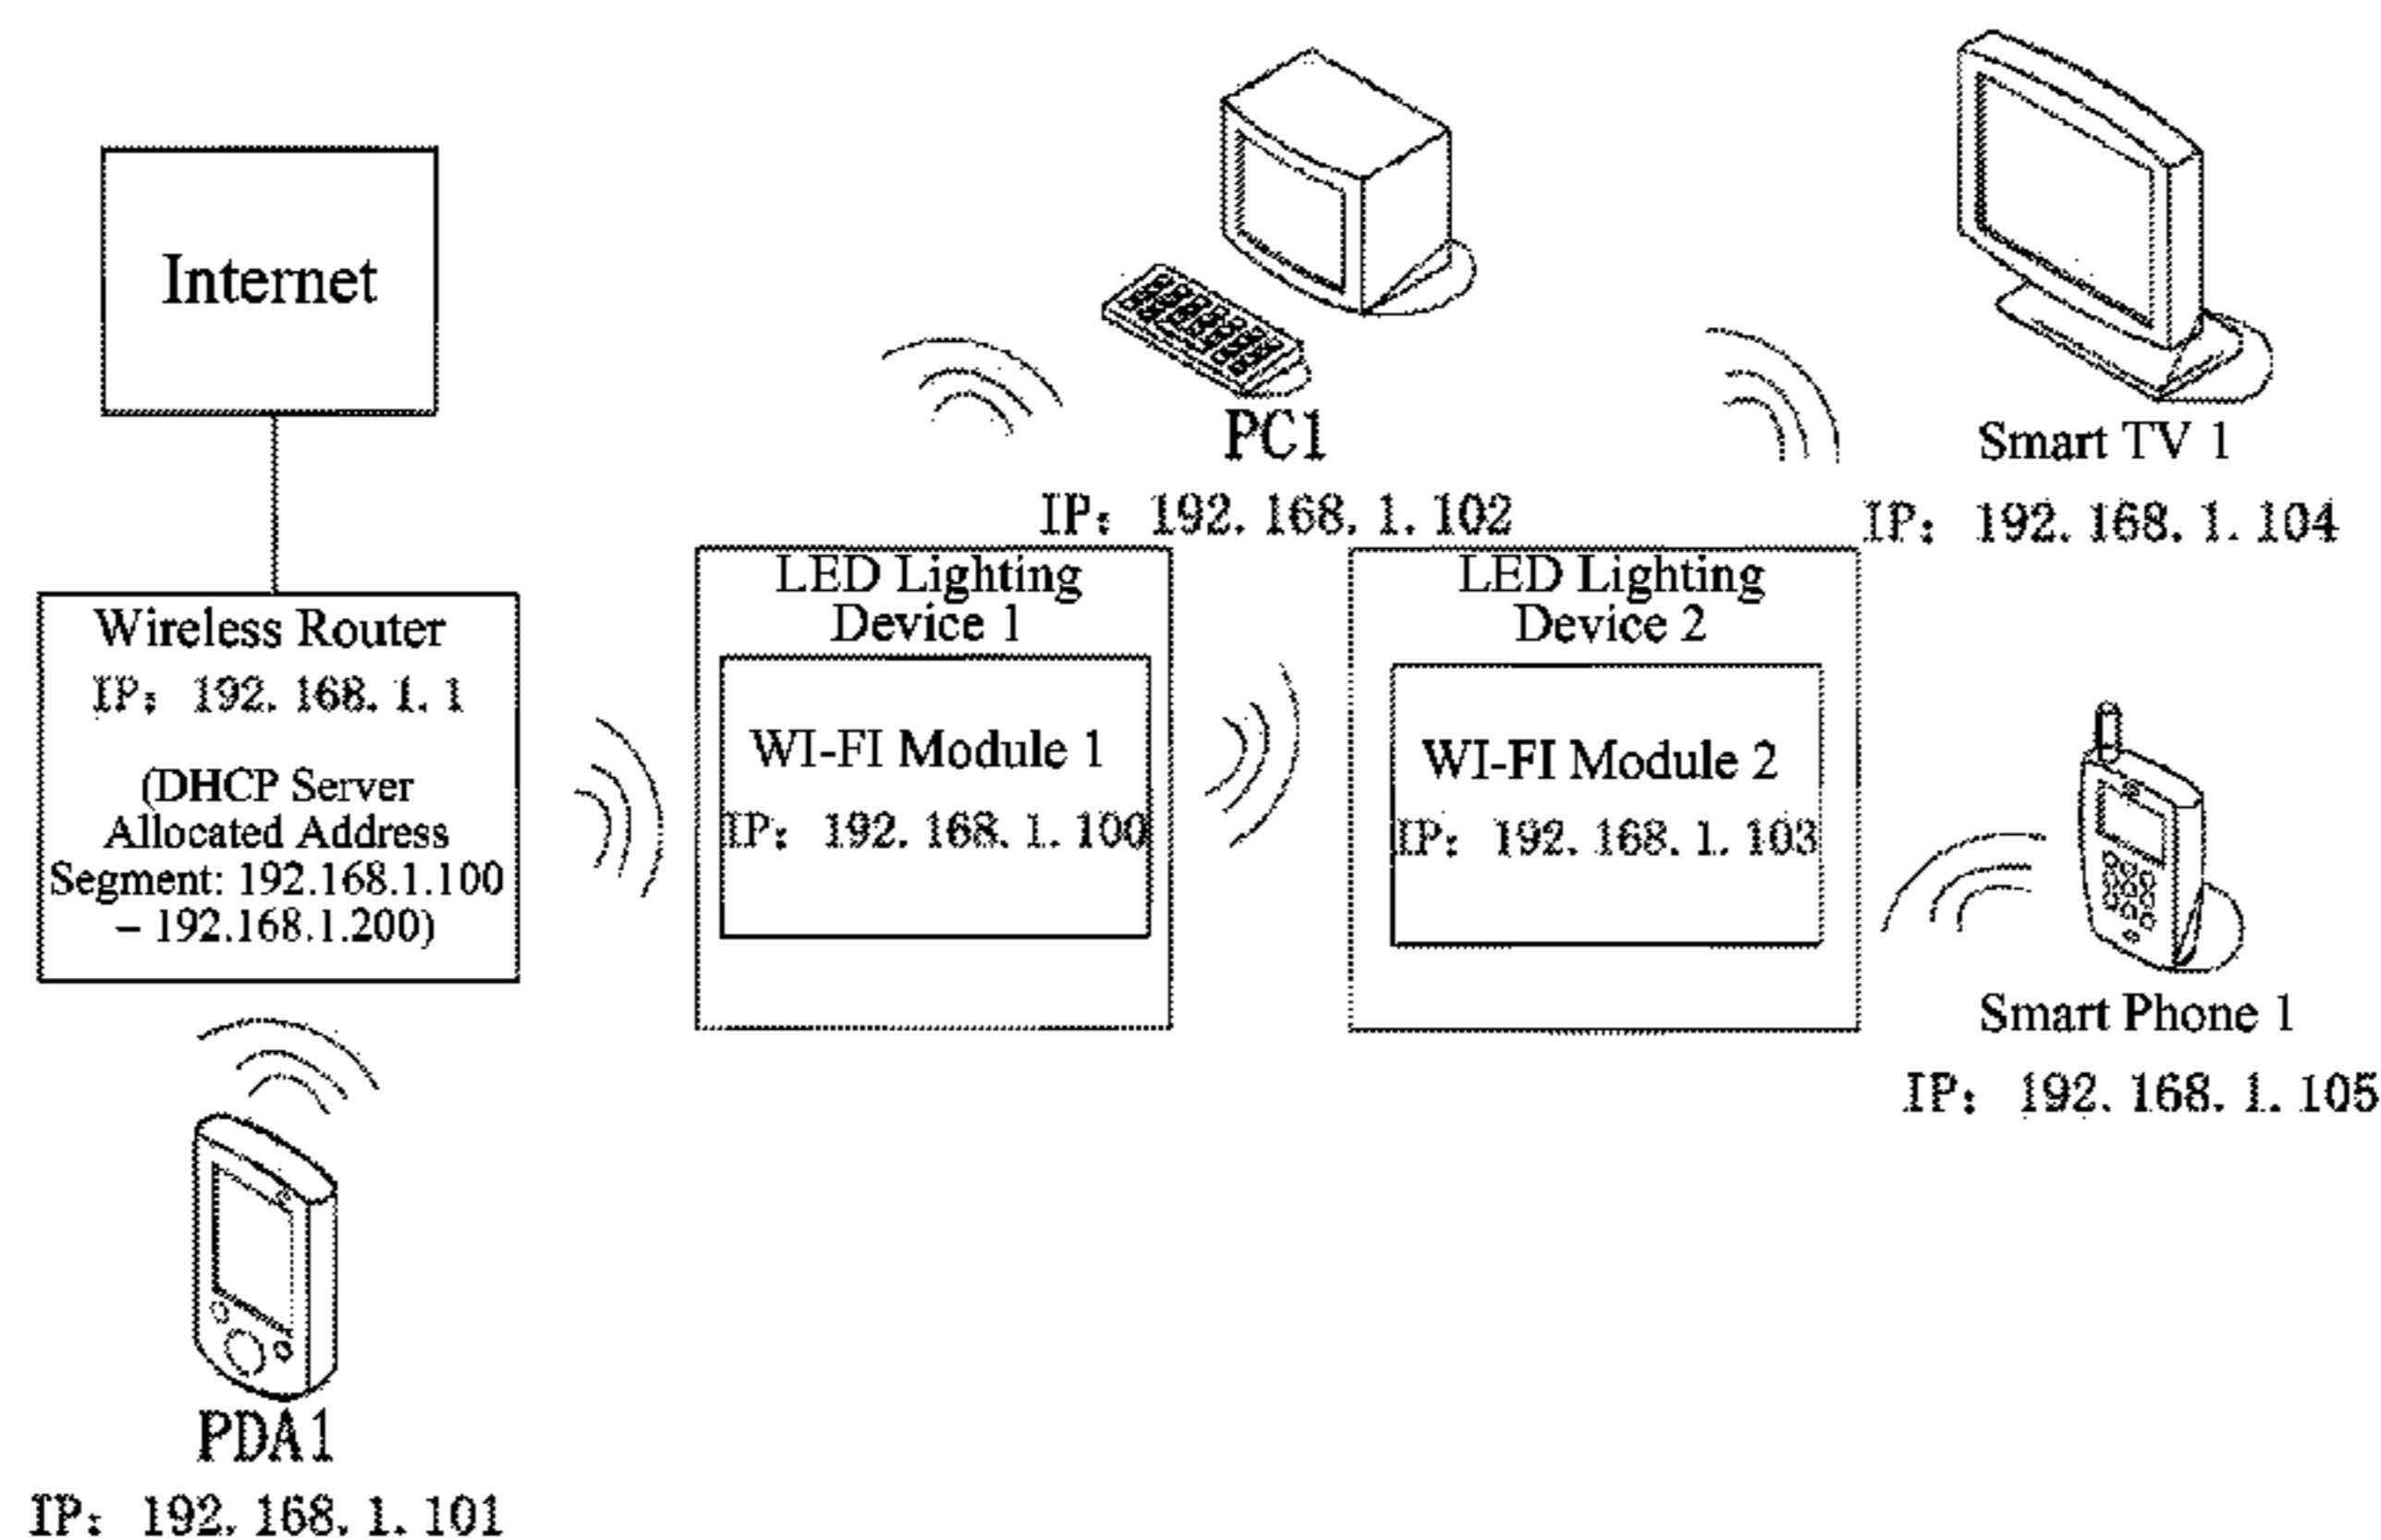 Internet
PC1
IP: 192.168.1.102
Smart TV 1
IP: 192.168.1.104
Wireless Router
IP: 192.168.1.1
(DHCP Server
Allocated Address
Segment: 192.168.1.100
– 192.168.1.200)
LED Lighting
Device 1
WI-FI Module 1
IP: 192.168.1.100
LED Lighting
Device 2
WI-FI Module 2
IP: 192.168.1.103
Smart Phone 1
IP: 192.168.1.105
PDA1
IP: 192.168.1.101